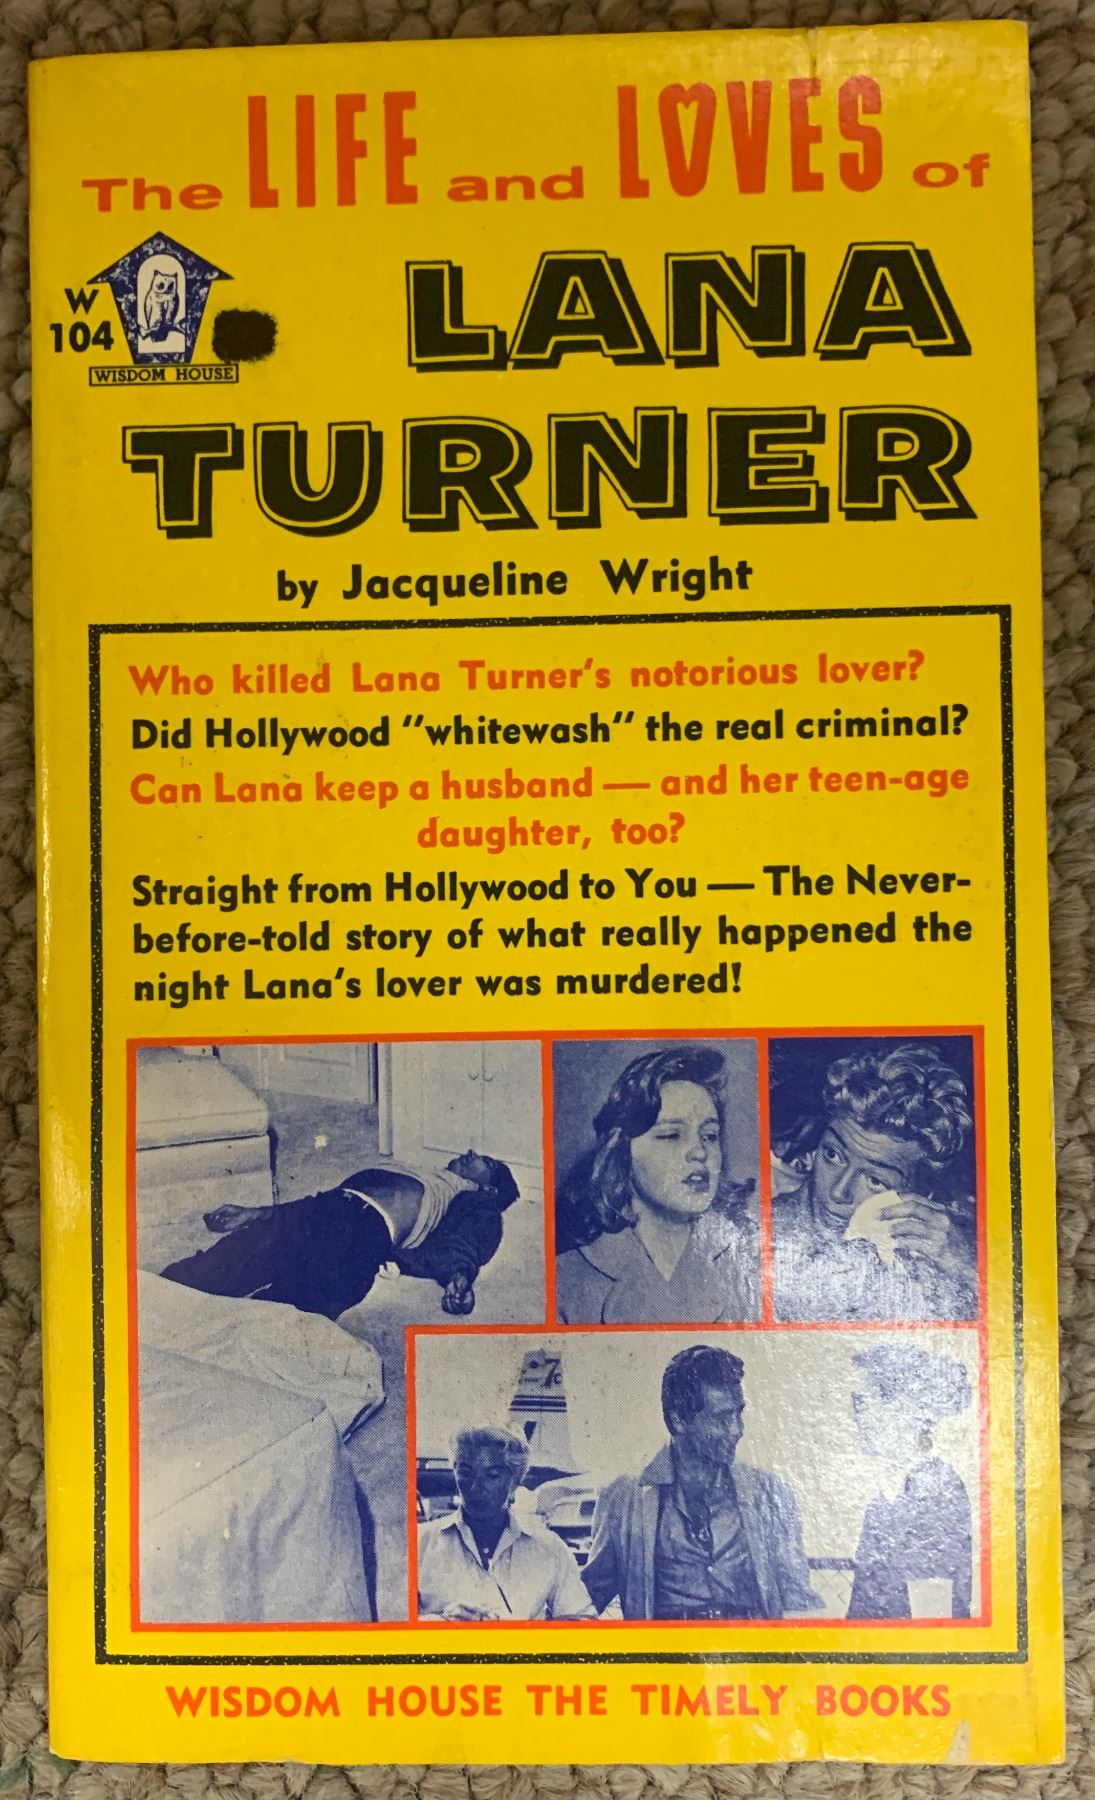 The LIFE and LOVES of
LANA
W
104
WISDOM HOUSE
TURNER
by Jacqueline Wright
Who killed Lana Turner's notorious lover?
Did Hollywood "whitewash" the real criminal?
Can Lana keep a husband — and her teen-age
daughter, too?
Straight from Hollywood to You — The Never-
before-told story of what really happened the
night Lana's lover was murdered!
WISDOM HOUSE THE TIMELY BOOKS